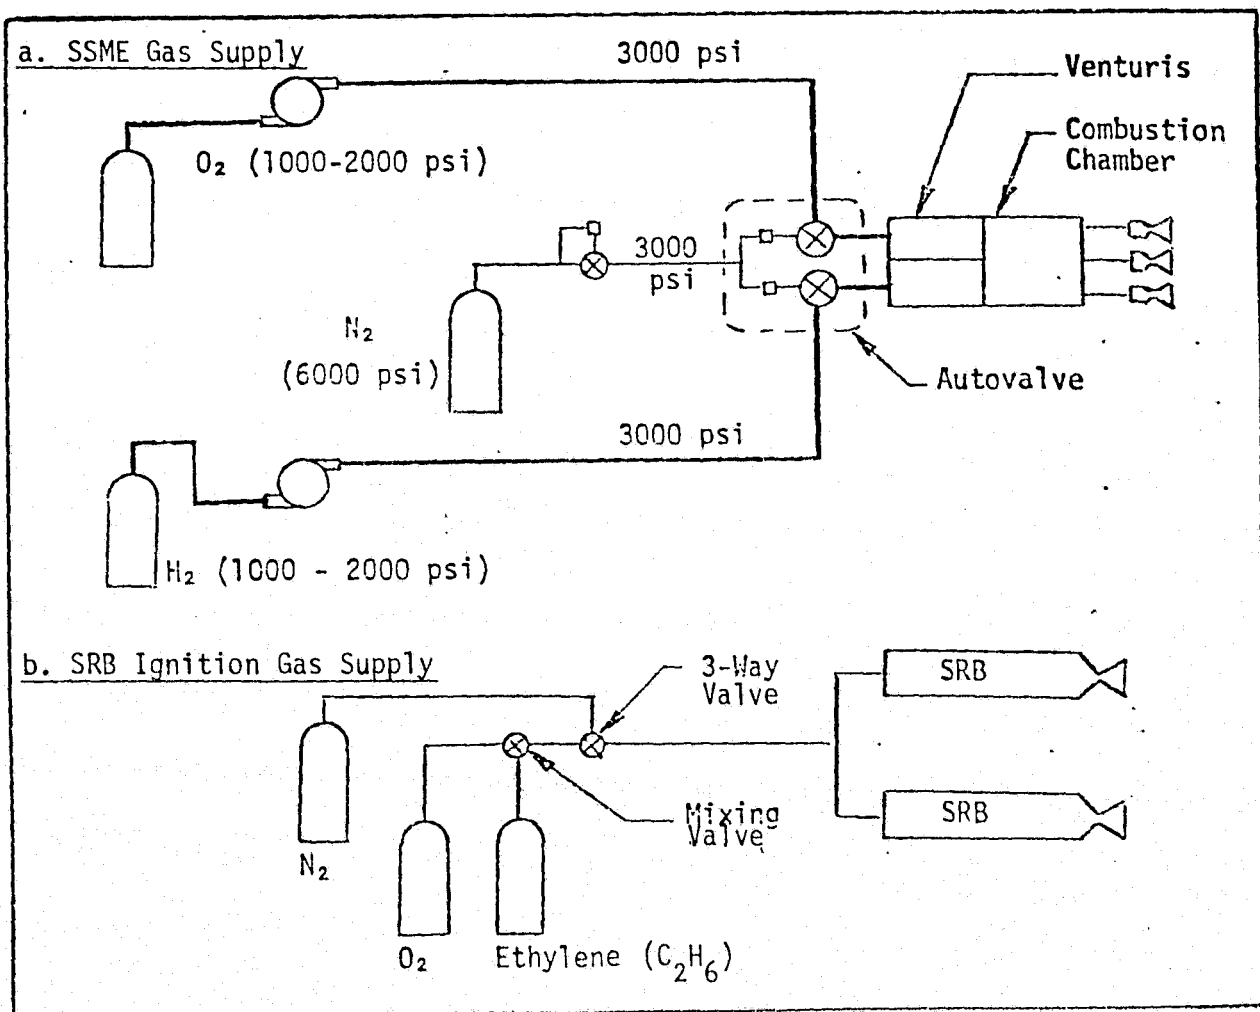 a. SSME Gas Supply
3000 psi
Venturis
Combustion
Chamber
O₂ (1000-2000 psi)
3000
psi
N₂
(6000 psi)
Autovalve
3000 psi
H₂ (1000 - 2000 psi)
b. SRB Ignition Gas Supply
3-Way
Valve
SRB
Mixing
Valve
SRB
N₂
O₂
Ethylene (C₂H₆)